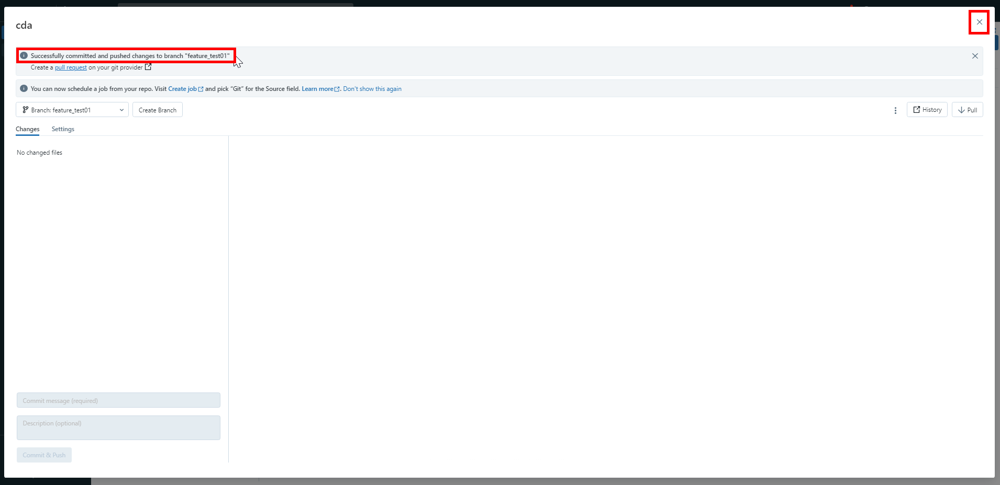 cda
Successfully committed and pushed changes to branch "feature_test01"
Create a pull request on your git provider
You can now schedule a job from your repo. Visit Create job and pick “Git” for the Source field. Learn more. Don't show this again
Branch: feature_test01 Create Branch History Pull
Changes Settings
No changed files
Commit message (required)
Description (optional)
Commit & Push